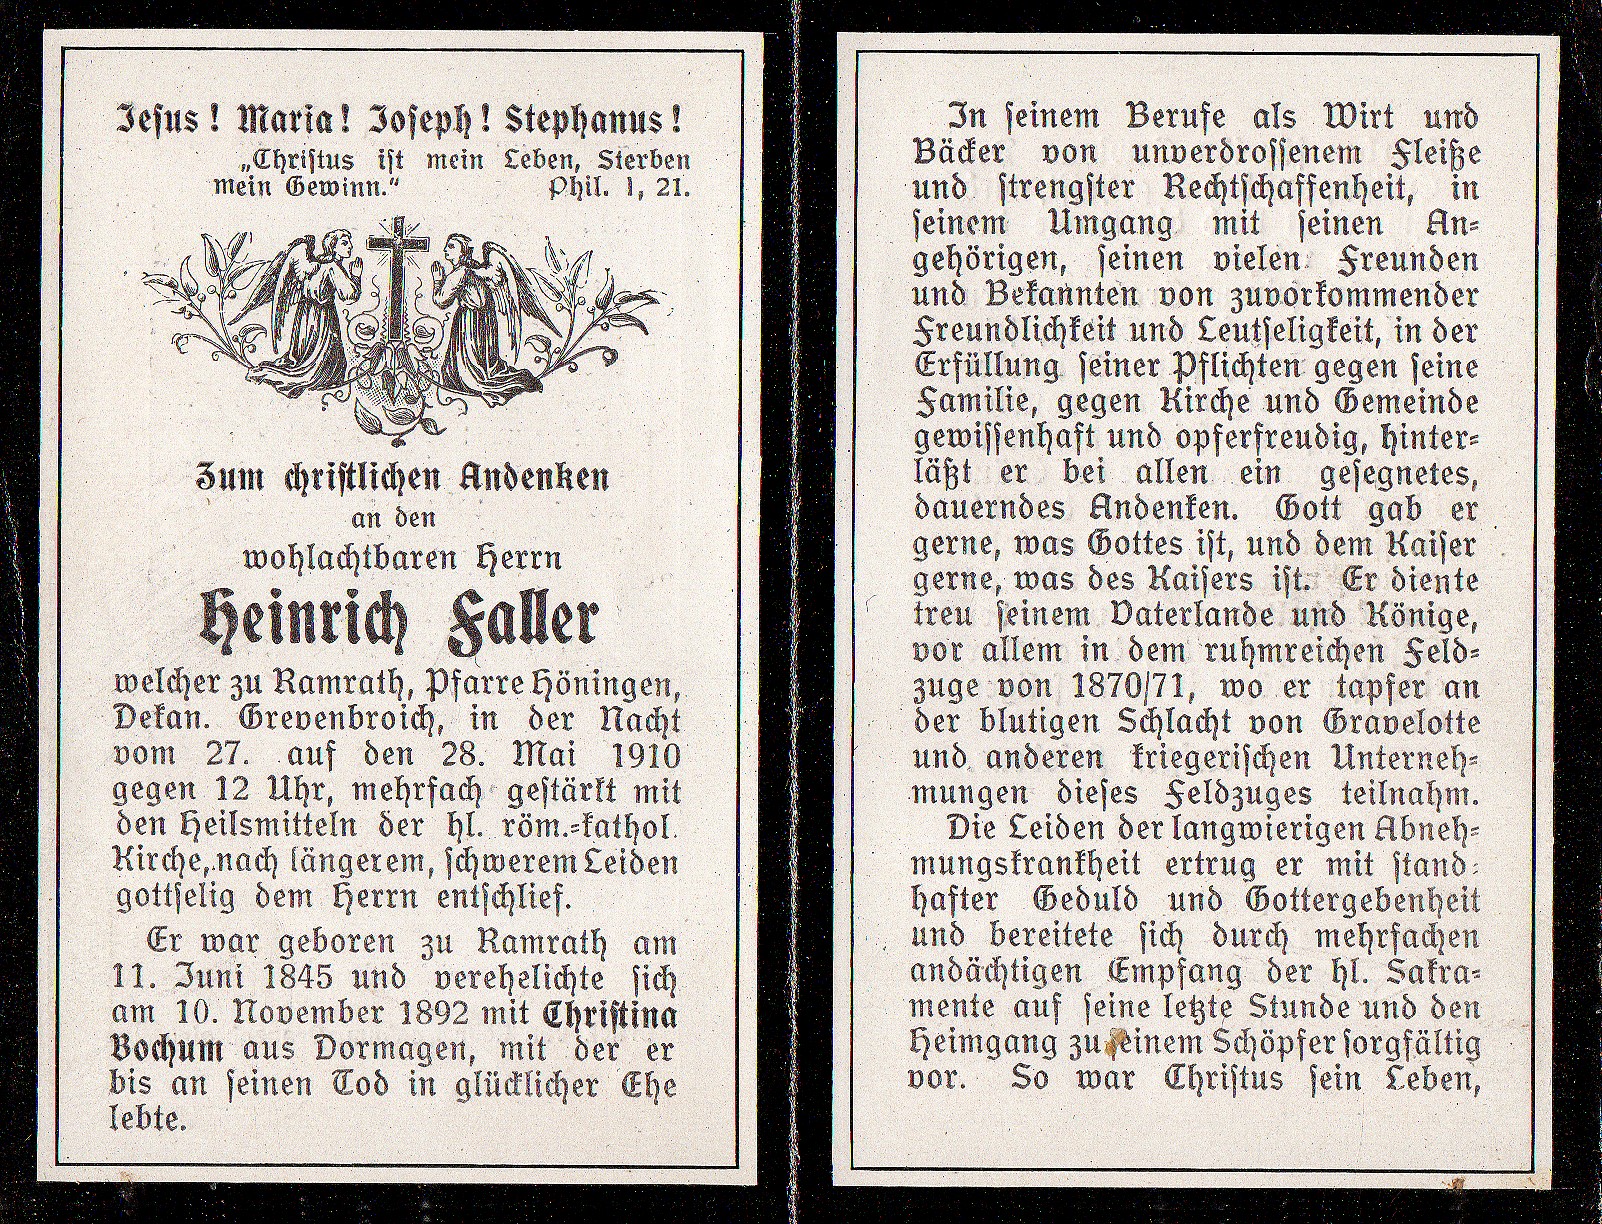 Jesus! Maria! Joseph! Stephanus!
„Christus ist mein Leben, Sterben
mein Gewinn.“ Phil. 1, 21.
Zum christlichen Andenken
an den
wohlachtbaren Herrn
Heinrich Faller
welcher zu Ramrath, Pfarre Höningen,
Dekan. Grevenbroich, in der Nacht
vom 27. auf den 28. Mai 1910
gegen 12 Uhr, mehrfach gestärkt mit
den Heilsmitteln der hl. röm.-kathol.
Kirche, nach längerem, schwerem Leiden
gottselig dem Herrn entschlief.
Er war geboren zu Ramrath am
11. Juni 1845 und verehelichte sich
am 10. November 1892 mit Christina
Bochum aus Dormagen, mit der er
bis an seinen Tod in glücklicher Ehe
lebte.
In seinem Berufe als Wirt und
Bäcker von unverdrossenem Fleiße
und strengster Rechtschaffenheit, in
seinem Umgang mit seinen An-
gehörigen, seinen vielen Freunden
und Bekannten von zuvorkommender
Freundlichkeit und Leutseligkeit, in der
Erfüllung seiner Pflichten gegen seine
Familie, gegen Kirche und Gemeinde
gewissenhaft und opferfreudig, hinter-
läßt er bei allen ein gesegnetes,
dauerndes Andenken. Gott gab er
gerne, was Gottes ist, und dem Kaiser
gerne, was des Kaisers ist. Er diente
treu seinem Vaterlande und Könige,
vor allem in dem ruhmreichen Feld-
zuge von 1870/71, wo er tapfer an
der blutigen Schlacht von Gravelotte
und anderen kriegerischen Unterneh-
mungen dieses Feldzuges teilnahm.
Die Leiden der langwierigen Abneh-
mungskrankheit ertrug er mit stand-
hafter Geduld und Gottergebenheit
und bereitete sich durch mehrfachen
andächtigen Empfang der hl. Sakra-
mente auf seine letzte Stunde und den
Heimgang zu seinem Schöpfer sorgfältig
vor. So war Christus sein Leben,